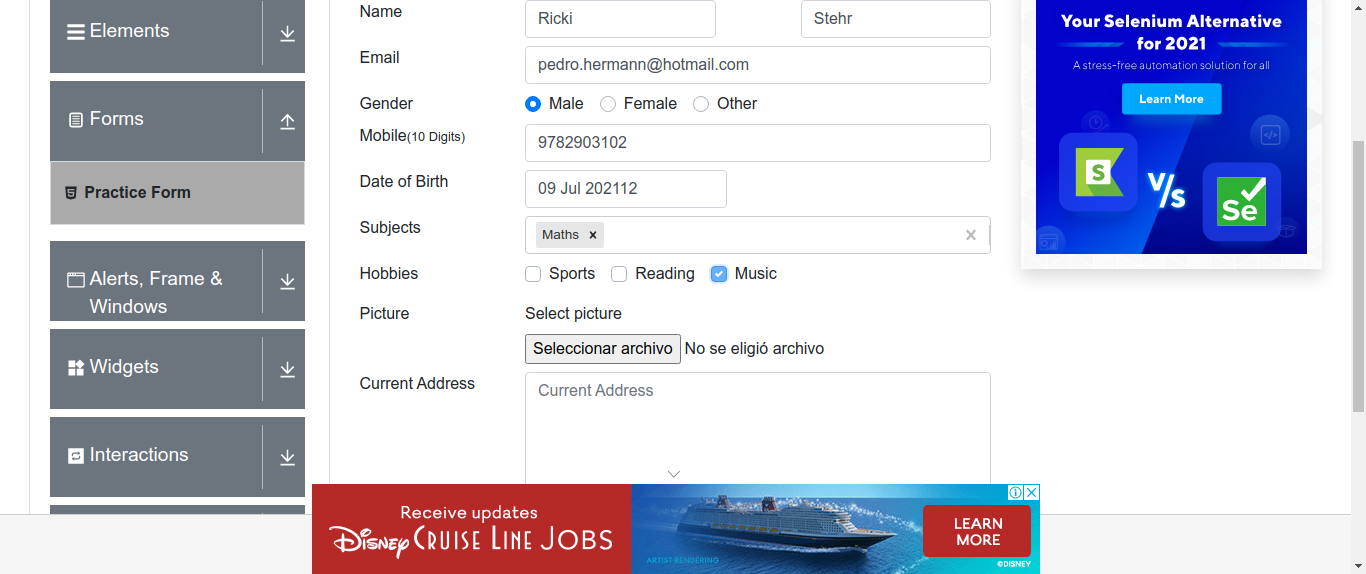 Elements
Forms
Practice Form
Alerts, Frame &
Windows
Widgets
Interactions
Name
Ricki
Stehr
Email
pedro.hermann@hotmail.com
Gender
Male
Female
Other
Mobile(10 Digits)
9782903102
Date of Birth
09 Jul 202112
Subjects
Maths
Hobbies
Sports
Reading
Music
Picture
Select picture
Seleccionar archivo No se eligió archivo
Current Address
Current Address
Your Selenium Alternative
for 2021
A stress-free automation solution for all
Learn More
S
V/s
Se
Receive updates
Disney Cruise Line Jobs
ARTIST RENDERING
LEARN
MORE
©DISNEY